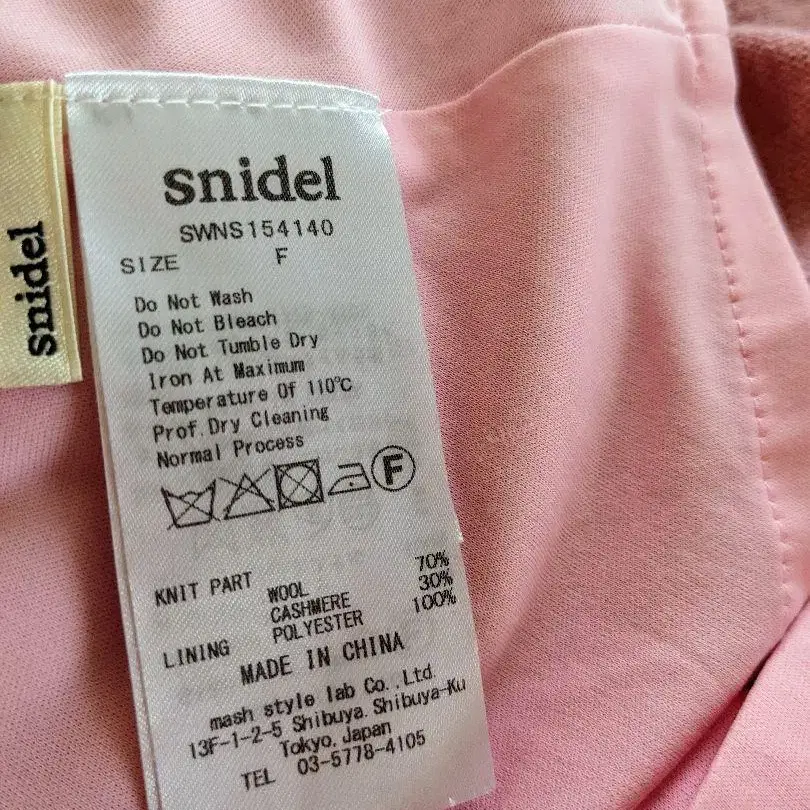 snidel
snidel
SWNS154140
SIZE F
Do Not Wash
Do Not Bleach
Do Not Tumble Dry
Iron At Maximum
Temperature Of 110℃
Prof.Dry Cleaning
Normal Process
F
KNIT PART WOOL 70%
CASHMERE 30%
LINING POLYESTER 100%
MADE IN CHINA
mash style lab Co.,Ltd.
13F-1-2-5 Shibuya.Shibuya-Ku
Tokyo.Japan
TEL 03-5778-4105